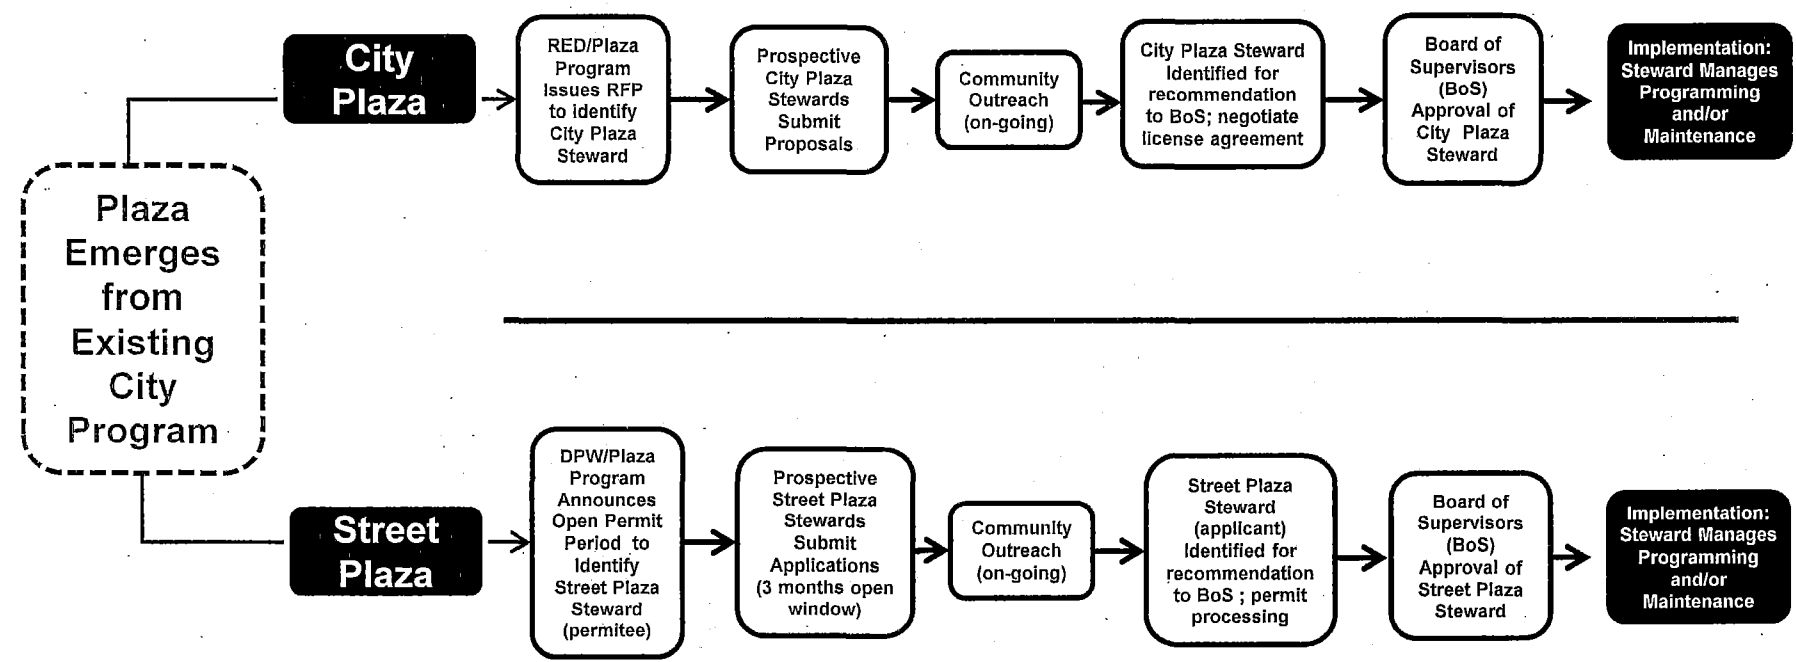 Plaza
Emerges
from
Existing
City
Program
City
Plaza
RED/Plaza
Program
Issues RFP
to identify
City Plaza
Steward
Prospective
City Plaza
Stewards
Submit
Proposals
Community
Outreach
(on-going)
City Plaza Steward
Identified for
recommendation
to BoS; negotiate
license agreement
Board of
Supervisors
(BoS)
Approval of
City Plaza
Steward
Implementation:
Steward Manages
Programming
and/or
Maintenance
Street
Plaza
DPW/Plaza
Program
Announces
Open Permit
Period to
Identify
Street Plaza
Steward
(permitee)
Prospective
Street Plaza
Stewards
Submit
Applications
(3 months open
window)
Community
Outreach
(on-going)
Street Plaza
Steward
(applicant)
Identified for
recommendation
to BoS ; permit
processing
Board of
Supervisors
(BoS)
Approval of
Street Plaza
Steward
Implementation:
Steward Manages
Programming
and/or
Maintenance